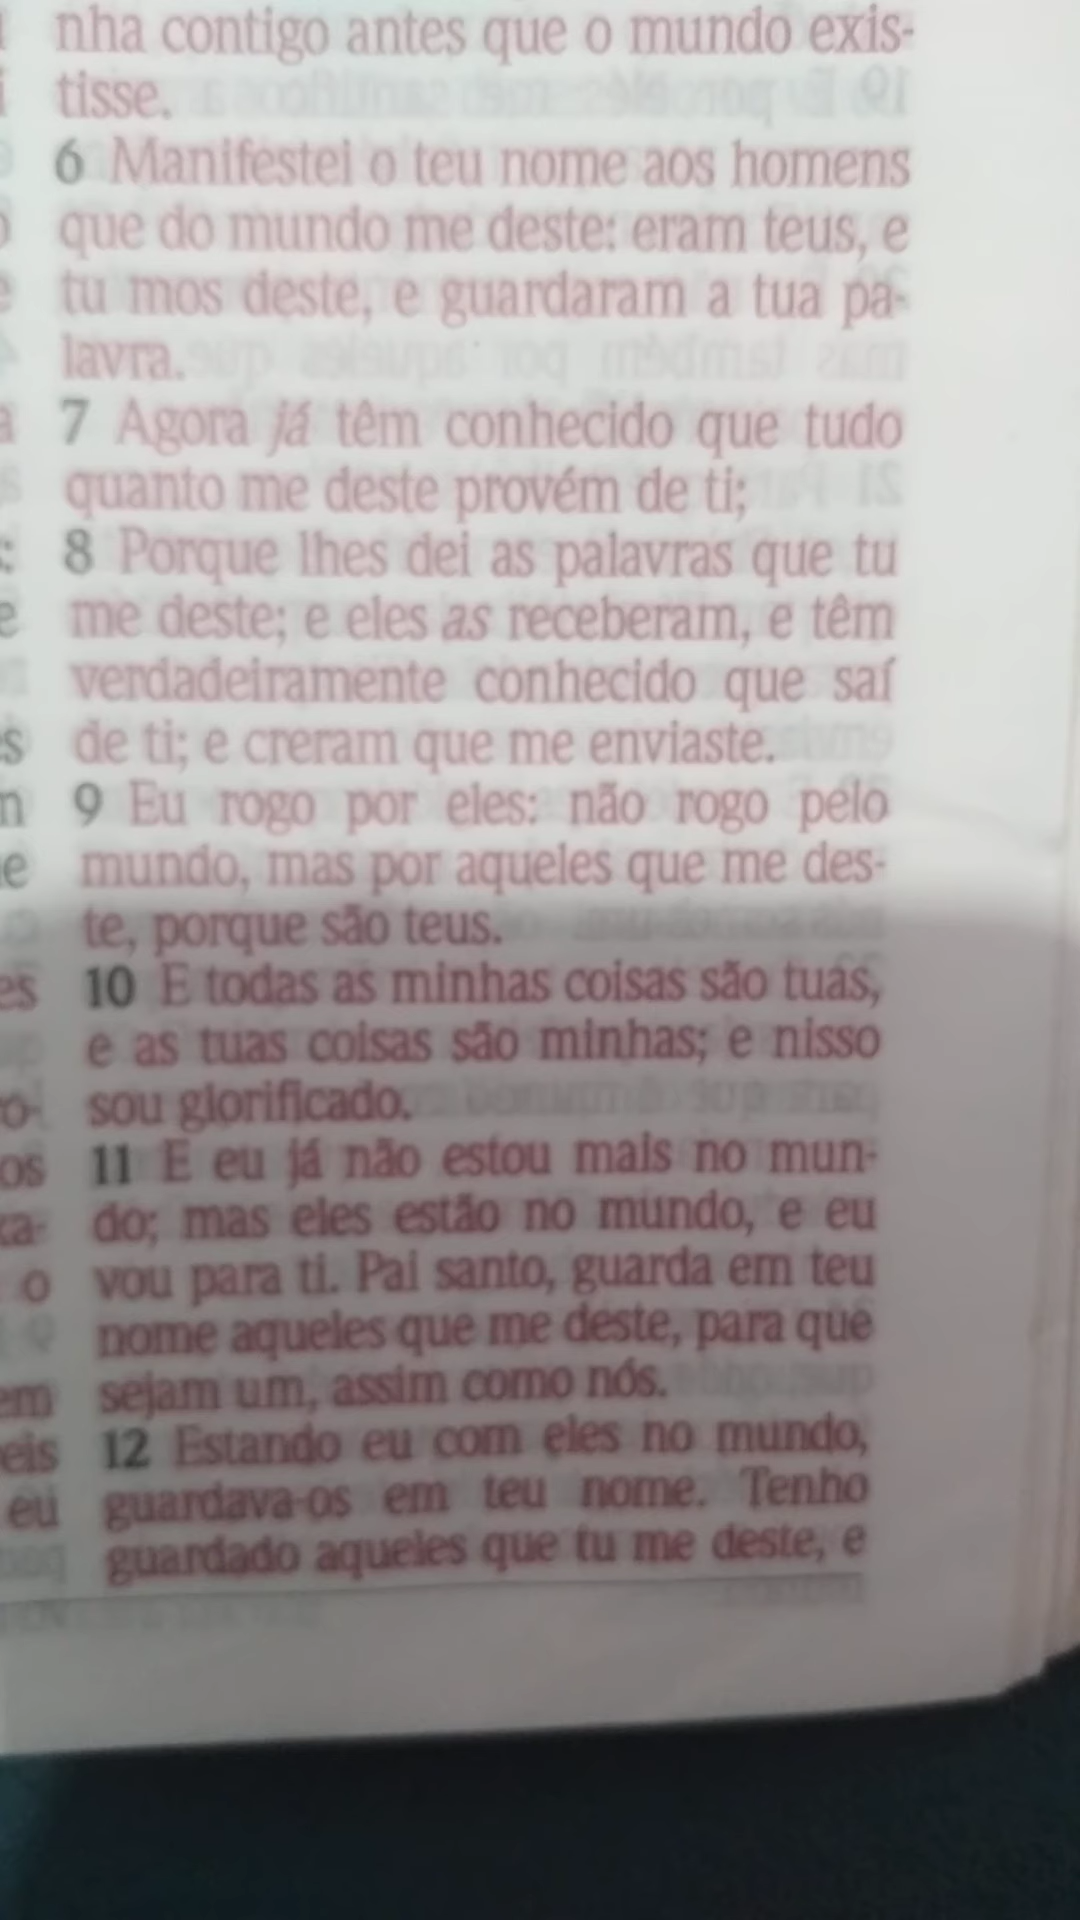 nha contigo antes que o mundo exis-
tisse.
6 Manifestei o teu nome aos homens
que do mundo me deste: eram teus, e
tu mos deste, e guardaram a tua pa-
lavra.
7 Agora já têm conhecido que tudo
quanto me deste provém de ti;
8 Porque lhes dei as palavras que tu
me deste; e eles as receberam, e têm
verdadeiramente conhecido que saí
de ti; e creram que me enviaste.
9 Eu rogo por eles: não rogo pelo
mundo, mas por aqueles que me des-
te, porque são teus.
10 E todas as minhas coisas são tuas,
e as tuas coisas são minhas; e nisso
sou glorificado.
11 E eu já não estou mais no mun-
do; mas eles estão no mundo, e eu
vou para ti. Pai santo, guarda em teu
nome aqueles que me deste, para que
sejam um, assim como nós.
12 Estando eu com eles no mundo,
guardava-os em teu nome. Tenho
guardado aqueles que tu me deste, e